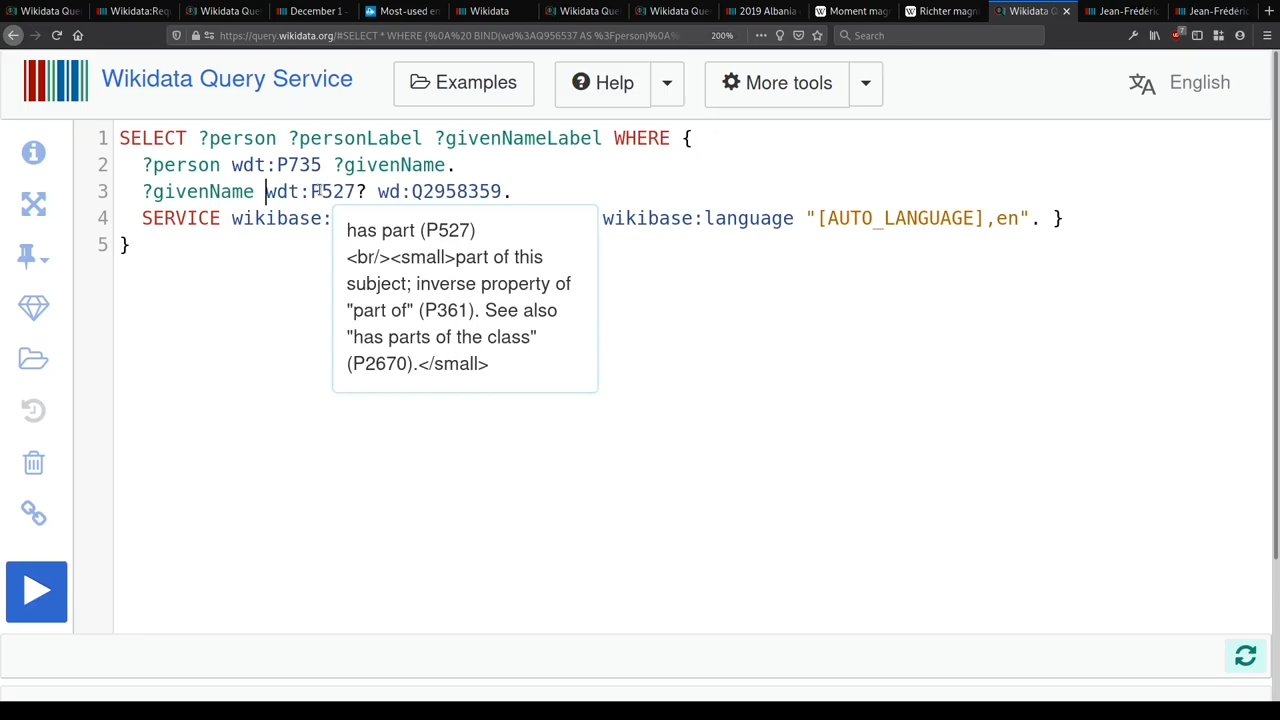 Wikidata Que
Wikidata:Req
Wikidata Que
December 1 –
Most-used en
Wikidata
Wikidata Que
Wikidata Que
2019 Albania
Moment mag
Richter magn
Wikidata Q
Jean-Frédéric
Jean-Frédéric
https://query.wikidata.org/#SELECT * WHERE {%0A%20 BIND(wd%3AQ956537 AS %3Fperson)%0A%
200%
Search
Wikidata Query Service
Examples
Help
More tools
English
1 SELECT ?person ?personLabel ?givenNameLabel WHERE {
2 ?person wdt:P735 ?givenName.
3 ?givenName wdt:P527? wd:Q2958359.
4 SERVICE wikibase: wikibase:language "[AUTO_LANGUAGE],en". }
5 }
has part (P527)
<br/><small>part of this
subject; inverse property of
"part of" (P361). See also
"has parts of the class"
(P2670).</small>